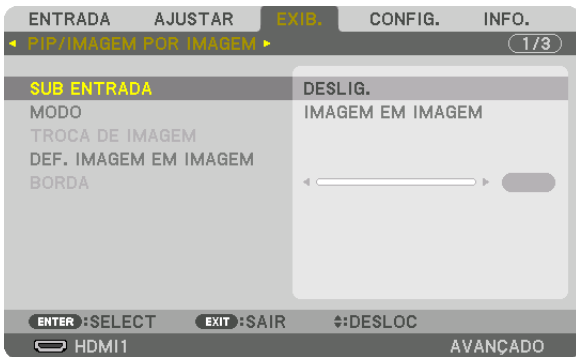 ENTRADA AJUSTAR EXIB. CONFIG. INFO.
PIP/IMAGEM POR IMAGEM 1/3
SUB ENTRADA DESLIG.
MODO IMAGEM EM IMAGEM
TROCA DE IMAGEM
DEF. IMAGEM EM IMAGEM
BORDA
ENTER :SELECT EXIT :SAIR :DESLOC
HDMI1 AVANÇADO